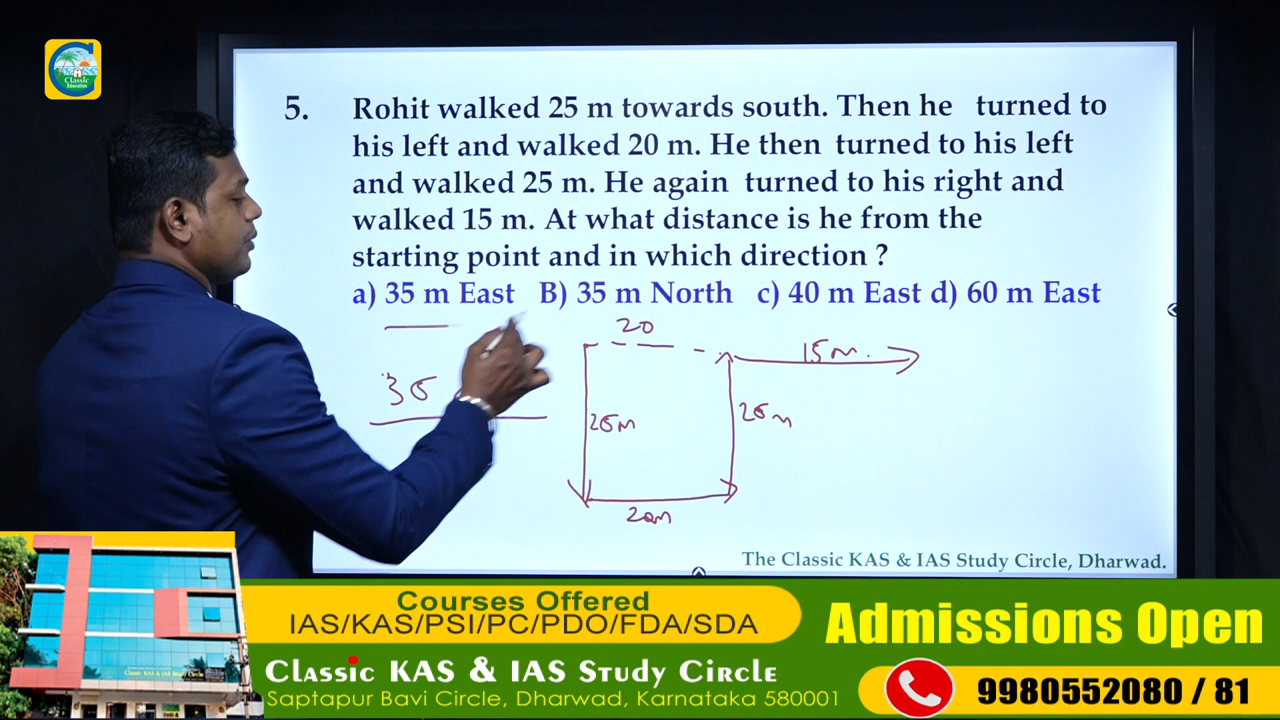 Classic
Education
5. Rohit walked 25 m towards south. Then he turned to
his left and walked 20 m. He then turned to his left
and walked 25 m. He again turned to his right and
walked 15 m. At what distance is he from the
starting point and in which direction ?
a) 35 m East B) 35 m North c) 40 m East d) 60 m East
20
15m.
35
25m
25m
20m
The Classic KAS & IAS Study Circle, Dharwad.
Courses Offered
IAS/KAS/PSI/PC/PDO/FDA/SDA
Admissions Open
Classic KAS & IAS Study Circle
Saptapur Bavi Circle, Dharwad, Karnataka 580001
9980552080 / 81